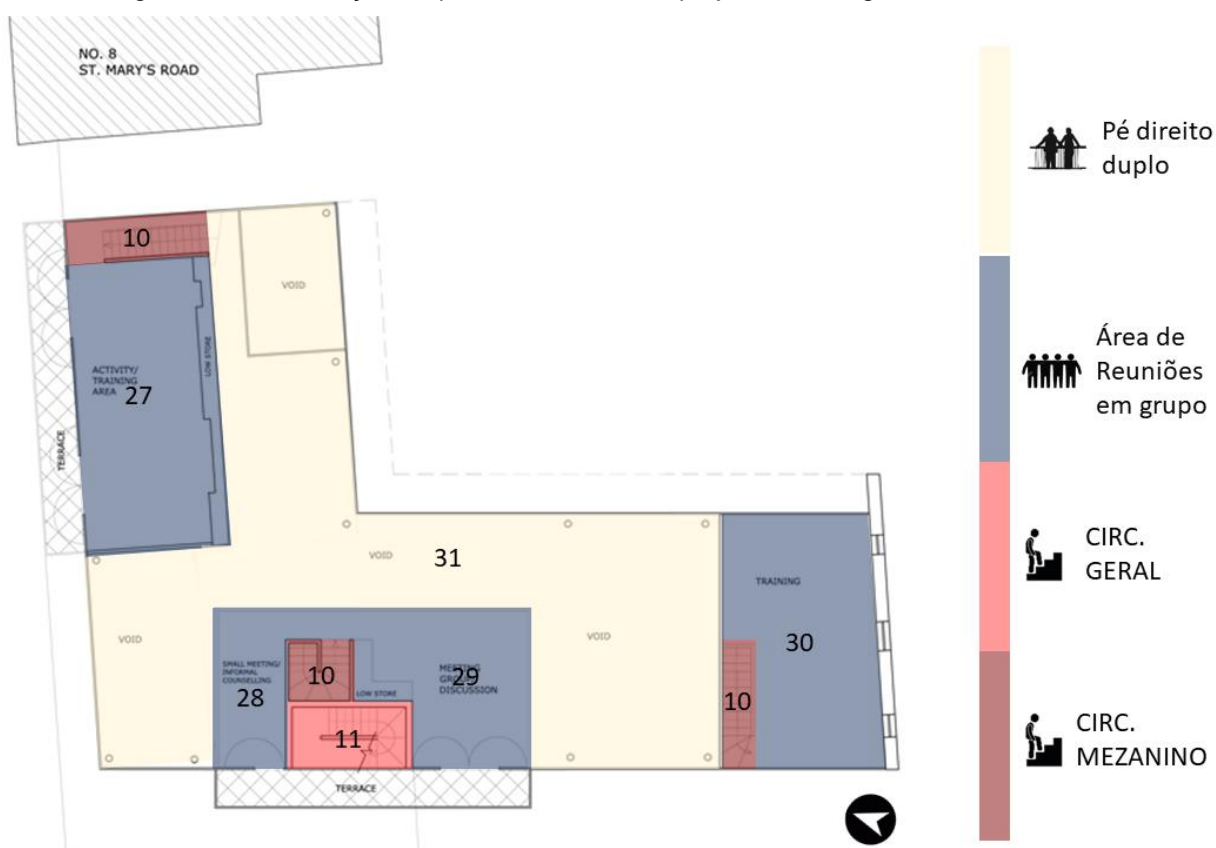 NO. 8
ST. MARY'S ROAD
10
VOID
LOW STORE
ACTIVITY/
TRAINING
AREA
27
TERRACE
VOID
31
TRAINING
VOID
VOID
30
SMALL MEETING/
INFORMAL
COUNSELLING
28
10
MEETING
GROUP
DISCUSSION
29
LOW STORE
10
11
TERRACE
Pé direito
duplo
Área de
Reuniões
em grupo
CIRC.
GERAL
CIRC.
MEZANINO